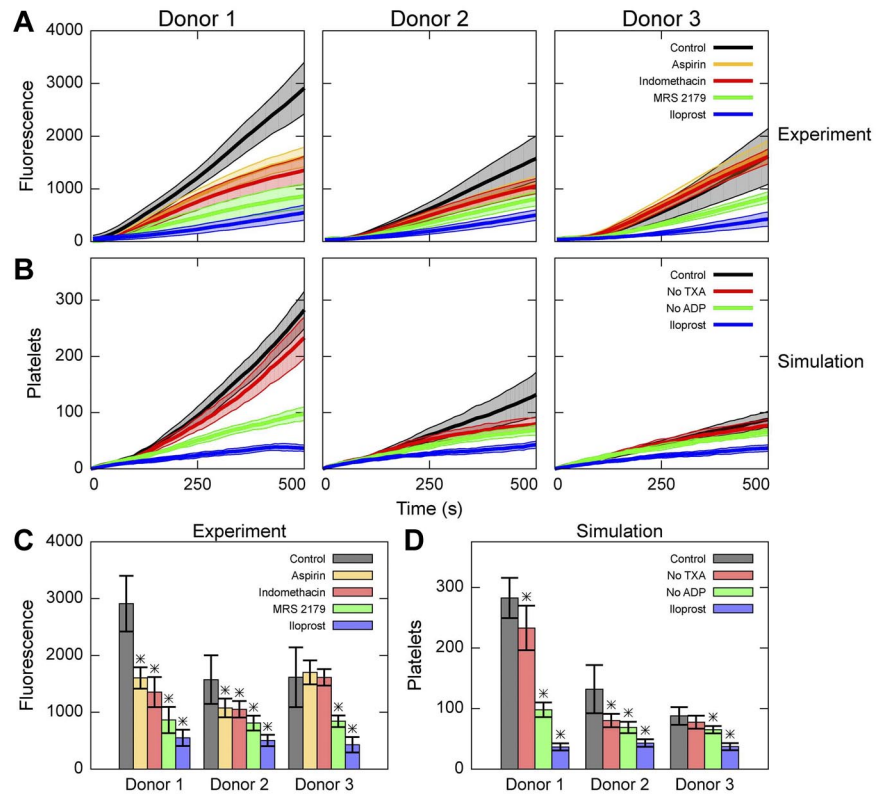 A
Donor 1
Donor 2
Donor 3
4000
3000
2000
1000
0
Fluorescence
Control
Aspirin
Indomethacin
MRS 2179
Iloprost
Experiment
B
300
200
100
0
Platelets
Control
No TXA
No ADP
Iloprost
Simulation
0 250 500 0 250 500 0 250 500
Time (s)
C
Experiment
4000
3000
2000
1000
0
Fluorescence
Control
Aspirin
Indomethacin
MRS 2179
Iloprost
* * * * * * * * * *
Donor 1 Donor 2 Donor 3
D
Simulation
300
200
100
0
Platelets
Control
No TXA
No ADP
Iloprost
* * * * * * * *
Donor 1 Donor 2 Donor 3